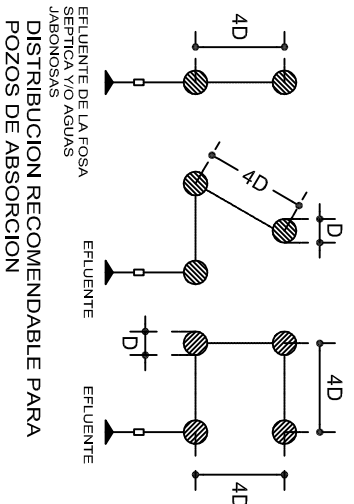 4D
EFLUENTE DE LA FOSA
SEPTICA Y/O AGUAS
JABONOSAS
4D
D
EFLUENTE
4D
4D
D
EFLUENTE
DISTRIBUCION RECOMENDABLE PARA
POZOS DE ABSORCION